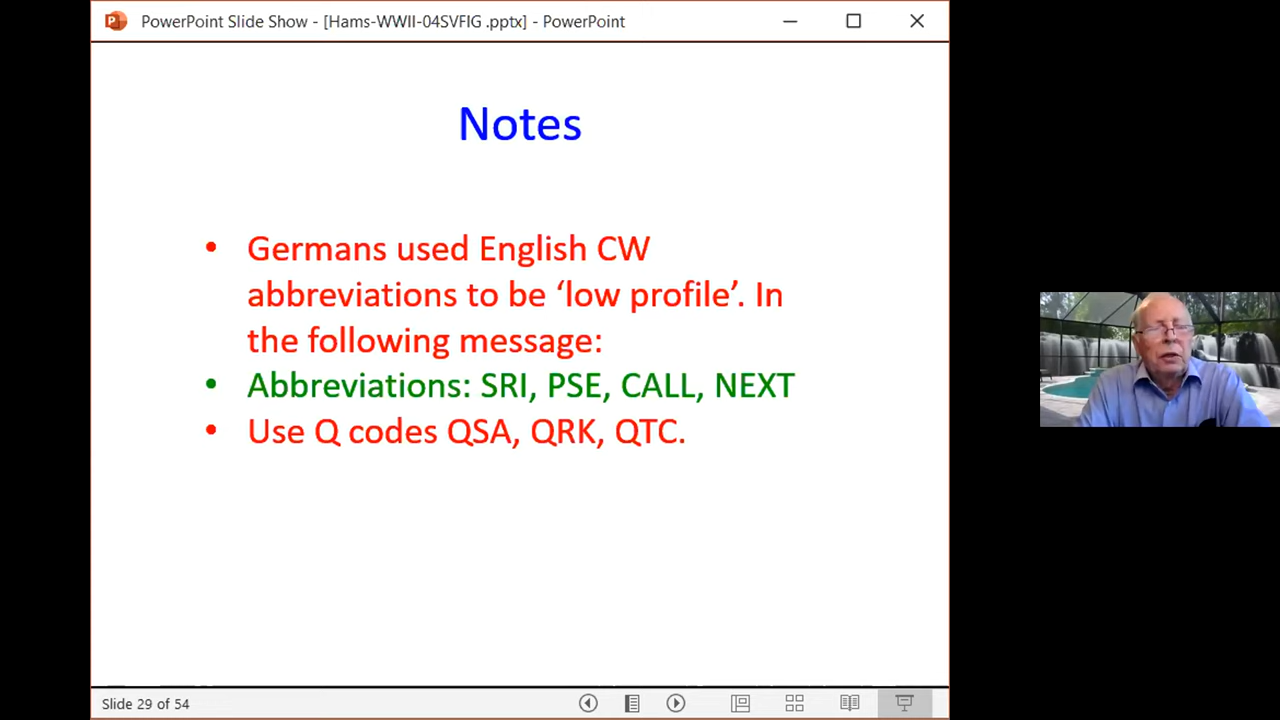 PowerPoint Slide Show - [Hams-WWII-04SVFIG .pptx] - PowerPoint
Notes
• Germans used English CW
abbreviations to be ‘low profile’. In
the following message:
• Abbreviations: SRI, PSE, CALL, NEXT
• Use Q codes QSA, QRK, QTC.
Slide 29 of 54